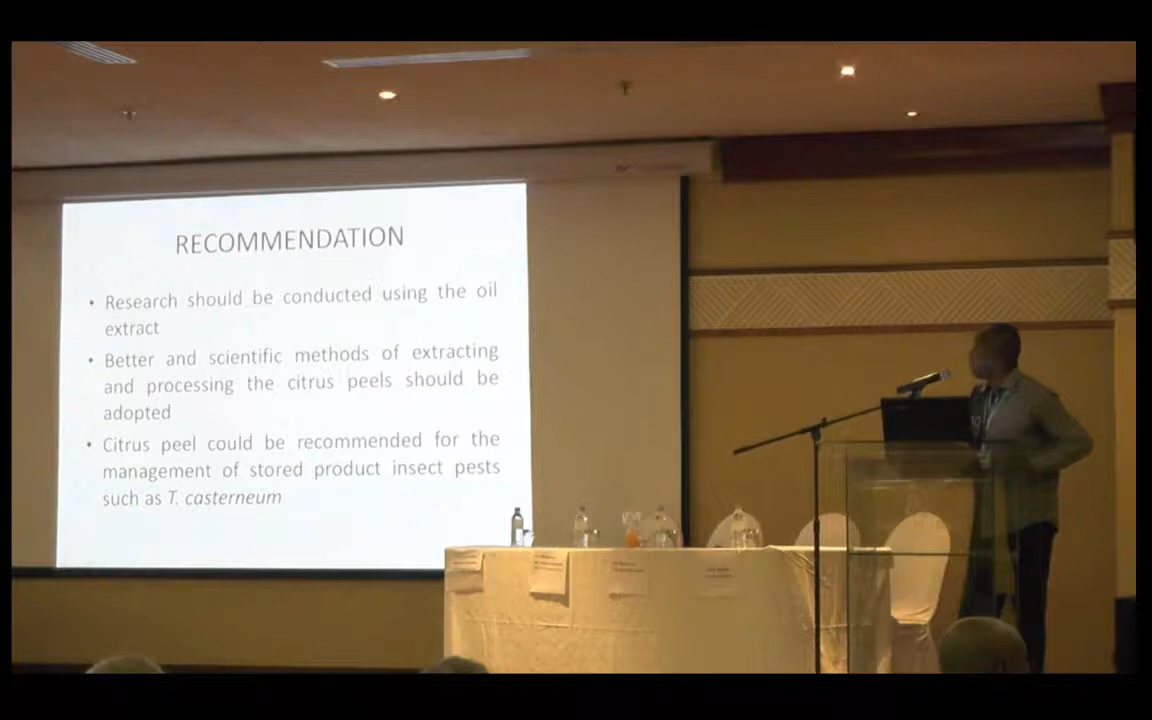 RECOMMENDATION
• Research should be conducted using the oil
extract
• Better and scientific methods of extracting
and processing the citrus peels should be
adopted
• Citrus peel could be recommended for the
management of stored product insect pests
such as T. casterneum